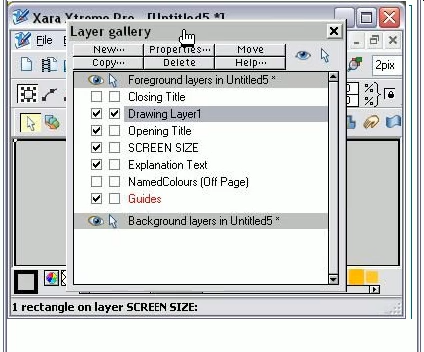 Xara Xtreme Pro - [Untitled5 *]
File
Layer gallery
New... Properties... Move
Copy... Delete Help...
2pix
Foreground layers in Untitled5 *
Closing Title
Drawing Layer1
Opening Title
SCREEN SIZE
Explanation Text
NamedColours (Off Page)
Guides
Background layers in Untitled5 *
1 rectangle on layer SCREEN SIZE: